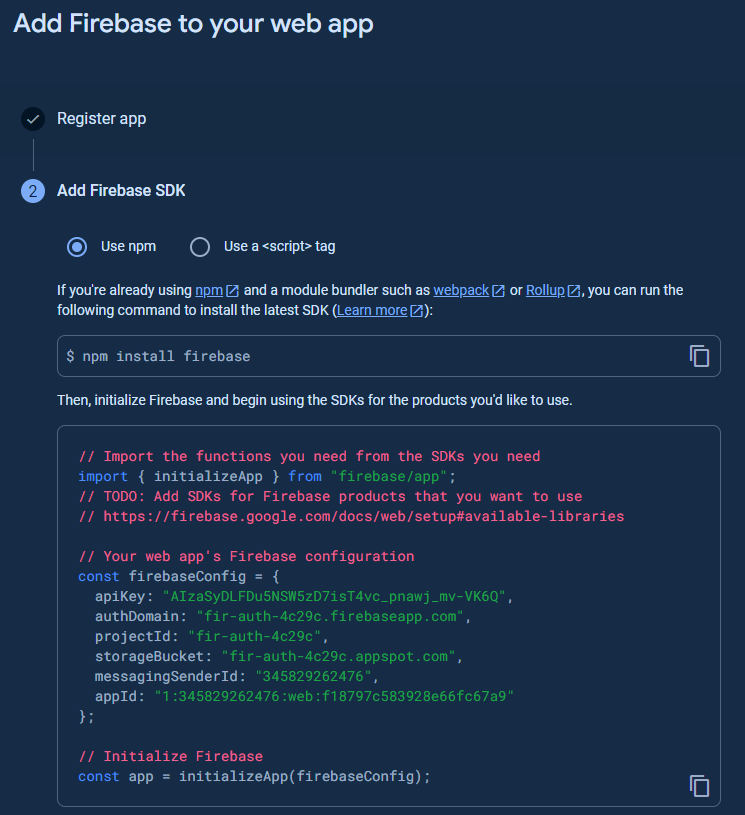 Add Firebase to your web app
Register app
2 Add Firebase SDK
Use npm Use a <script> tag
If you're already using npm and a module bundler such as webpack or Rollup, you can run the
following command to install the latest SDK (Learn more):
$ npm install firebase
Then, initialize Firebase and begin using the SDKs for the products you'd like to use.
// Import the functions you need from the SDKs you need
import { initializeApp } from "firebase/app";
// TODO: Add SDKs for Firebase products that you want to use
// https://firebase.google.com/docs/web/setup#available-libraries
// Your web app's Firebase configuration
const firebaseConfig = {
apiKey: "AIzaSyDLFDu5NSW5zD7isT4vc_pnawj_mv-VK6Q",
authDomain: "fir-auth-4c29c.firebaseapp.com",
projectId: "fir-auth-4c29c",
storageBucket: "fir-auth-4c29c.appspot.com",
messagingSenderId: "345829262476",
appId: "1:345829262476:web:f18797c583928e66fc67a9"
};
// Initialize Firebase
const app = initializeApp(firebaseConfig);